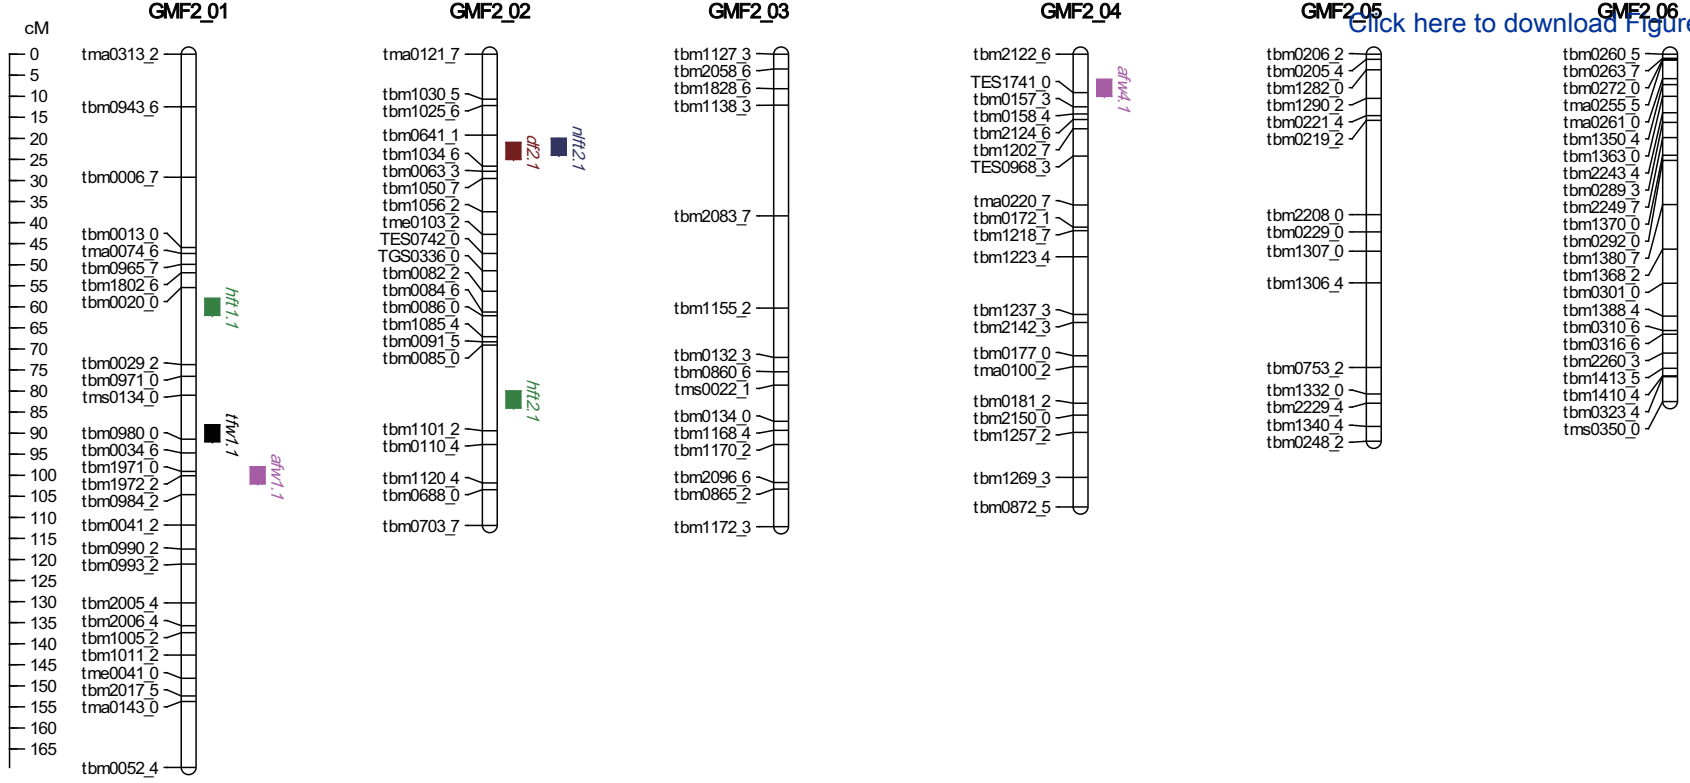 GMF2_01
GMF2_02
GMF2_03
GMF2_04
GMF2_05
GMF2_06
Click here to download Figure
cM
0
5
10
15
20
25
30
35
40
45
50
55
60
65
70
75
80
85
90
95
100
105
110
115
120
125
130
135
140
145
150
155
160
165
tma0313_2
tbm0943_6
tbm0006_7
tbm0013_0
tma0074_6
tbm0965_7
tbm1802_6
tbm0020_0
tbm0029_2
tbm0971_0
tms0134_0
tbm0980_0
tbm0034_6
tbm1971_0
tbm1972_2
tbm0984_2
tbm0041_2
tbm0990_2
tbm0993_2
tbm2005_4
tbm2006_4
tbm1005_2
tbm1011_2
tme0041_0
tbm2017_5
tma0143_0
tbm0052_4
hft1.1
tfw1.1
afw1.1
tma0121_7
tbm1030_5
tbm1025_6
tbm0641_1
tbm1034_6
tbm0063_3
tbm1050_7
tbm1056_2
tme0103_2
TES0742_0
TGS0336_0
tbm0082_2
tbm0084_6
tbm0086_0
tbm1085_4
tbm0091_5
tbm0085_0
tbm1101_2
tbm0110_4
tbm1120_4
tbm0688_0
tbm0703_7
df2.1
nlft2.1
hft2.1
tbm1127_3
tbm2058_6
tbm1828_6
tbm1138_3
tbm2083_7
tbm1155_2
tbm0132_3
tbm0860_6
tms0022_1
tbm0134_0
tbm1168_4
tbm1170_2
tbm2096_6
tbm0865_2
tbm1172_3
tbm2122_6
TES1741_0
tbm0157_3
tbm0158_4
tbm2124_6
tbm1202_7
TES0968_3
tma0220_7
tbm0172_1
tbm1218_7
tbm1223_4
tbm1237_3
tbm2142_3
tbm0177_0
tma0100_2
tbm0181_2
tbm2150_0
tbm1257_2
tbm1269_3
tbm0872_5
afw4.1
tbm0206_2
tbm0205_4
tbm1282_0
tbm1290_2
tbm0221_4
tbm0219_2
tbm2208_0
tbm0229_0
tbm1307_0
tbm1306_4
tbm0753_2
tbm1332_0
tbm2229_4
tbm1340_4
tbm0248_2
tbm0260_5
tbm0263_7
tbm0272_0
tma0255_5
tma0261_0
tbm1350_4
tbm1363_0
tbm2243_4
tbm0289_3
tbm2249_7
tbm1370_0
tbm0292_0
tbm1380_7
tbm1368_2
tbm0301_0
tbm1388_4
tbm0310_6
tbm0316_6
tbm2260_3
tbm1413_5
tbm1410_4
tbm0323_4
tms0350_0